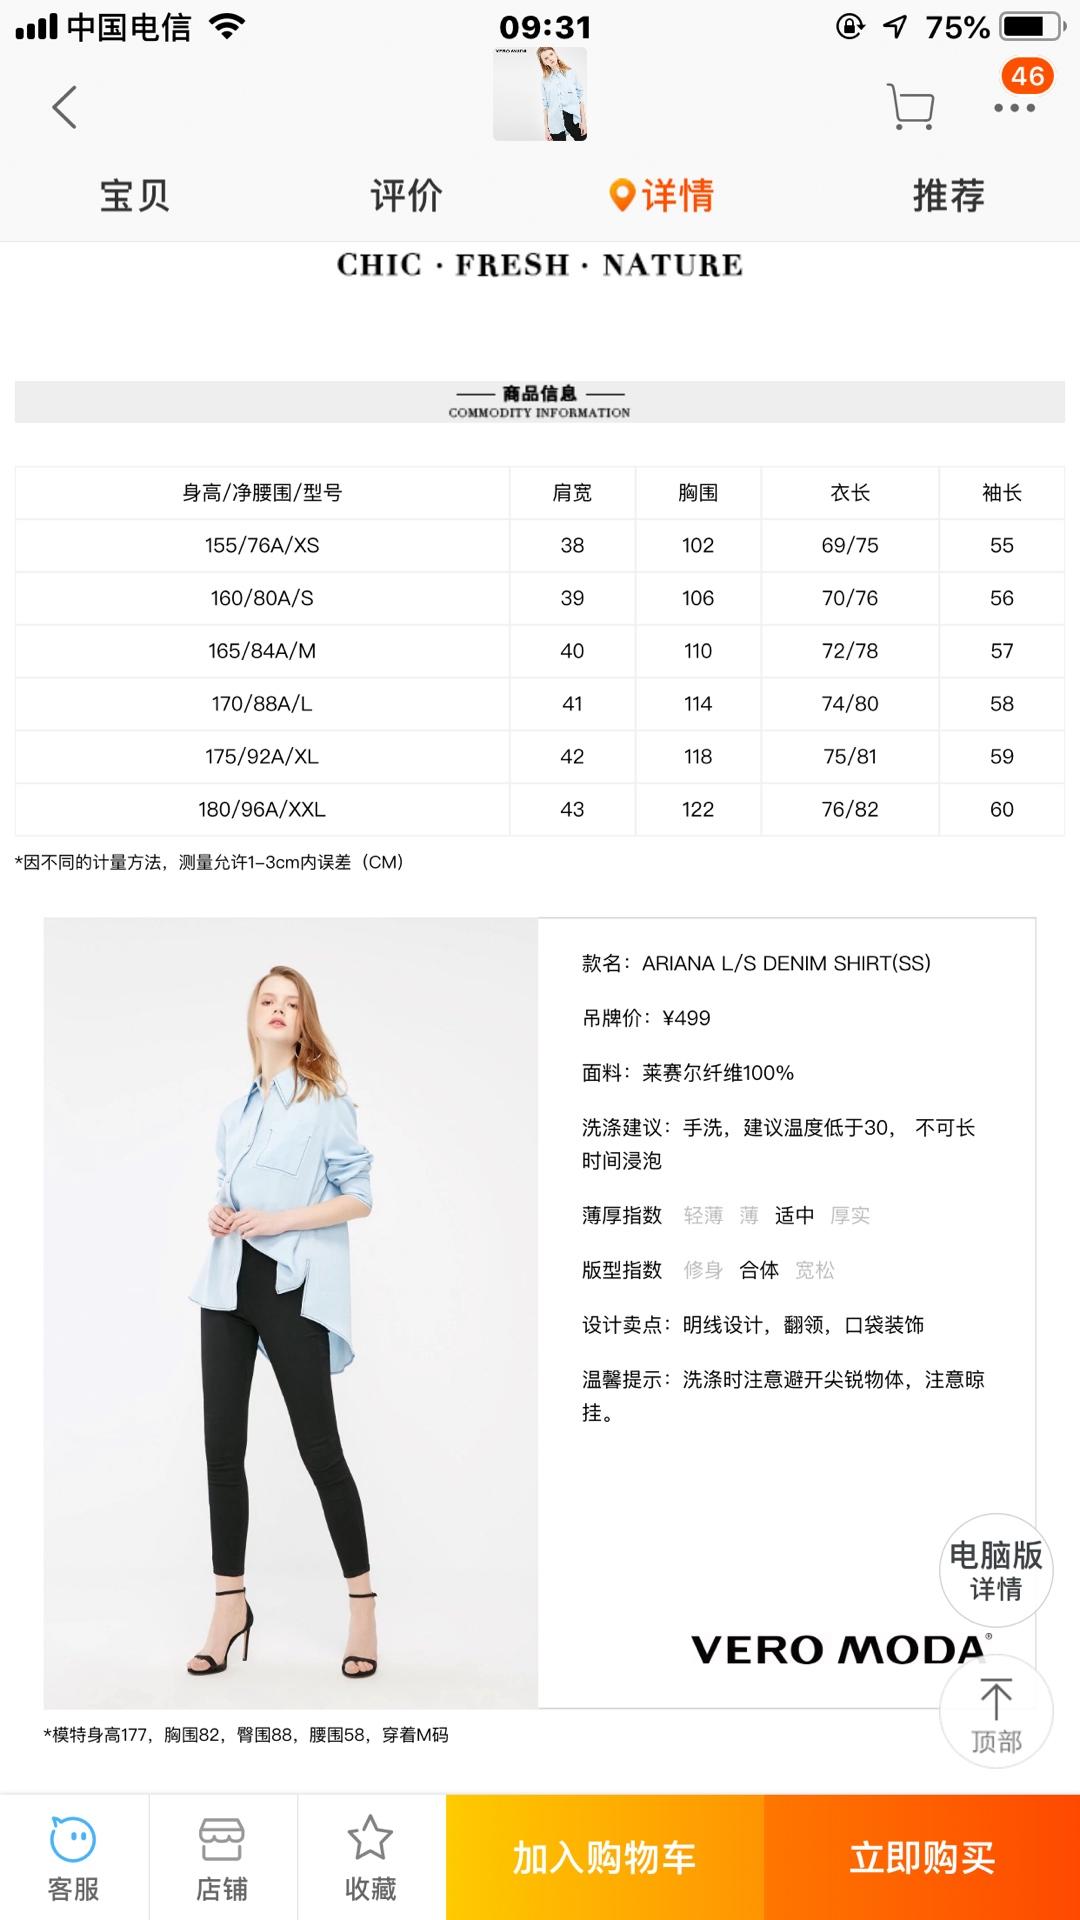 中国电信 09:31 75%
VERO MODA
46
宝贝 评价 详情 推荐
CHIC · FRESH · NATURE
商品信息
COMMODITY INFORMATION
身高/净腰围/型号 肩宽 胸围 衣长 袖长
155/76A/XS 38 102 69/75 55
160/80A/S 39 106 70/76 56
165/84A/M 40 110 72/78 57
170/88A/L 41 114 74/80 58
175/92A/XL 42 118 75/81 59
180/96A/XXL 43 122 76/82 60
*因不同的计量方法，测量允许1-3cm内误差（CM）
款名：ARIANA L/S DENIM SHIRT(SS)
吊牌价：¥499
面料：莱赛尔纤维100%
洗涤建议：手洗，建议温度低于30， 不可长
时间浸泡
薄厚指数 轻薄 薄 适中 厚实
版型指数 修身 合体 宽松
设计卖点：明线设计，翻领，口袋装饰
温馨提示：洗涤时注意避开尖锐物体，注意晾
挂。
电脑版
详情
VERO MODA®
顶部
*模特身高177，胸围82，臀围88，腰围58，穿着M码
客服 店铺 收藏 加入购物车 立即购买